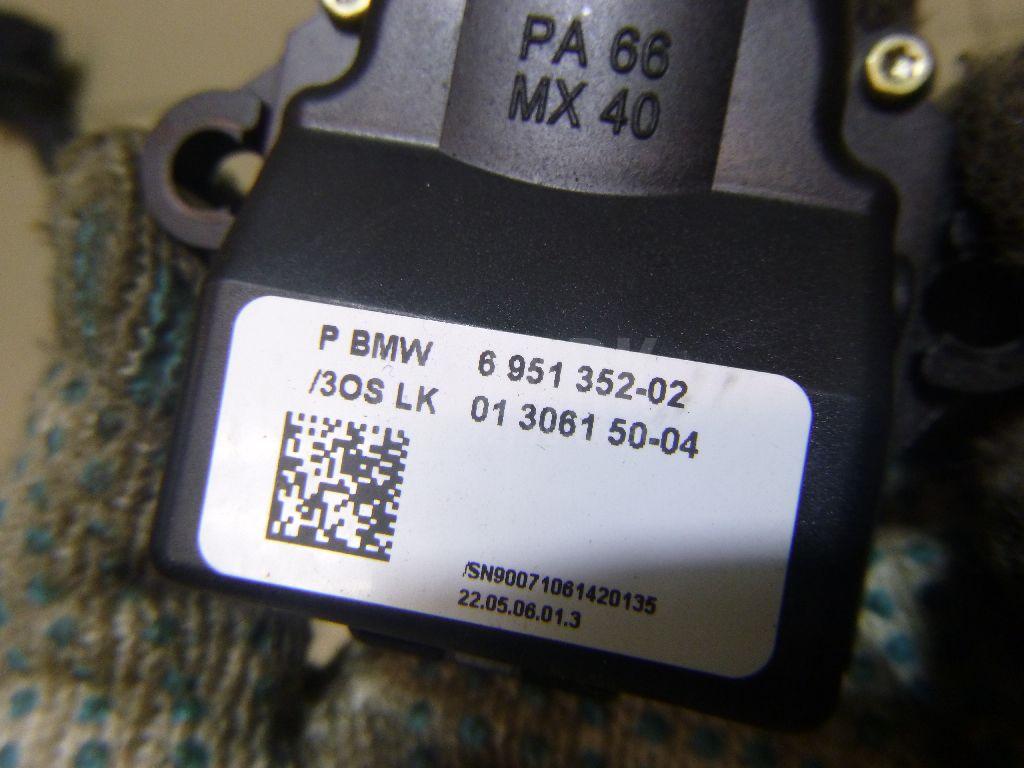 PA 66
MX 40
P BMW 6 951 352-02
/3OS LK 01 3061 50-04
/SN90071061420135
22.05.06.01.3